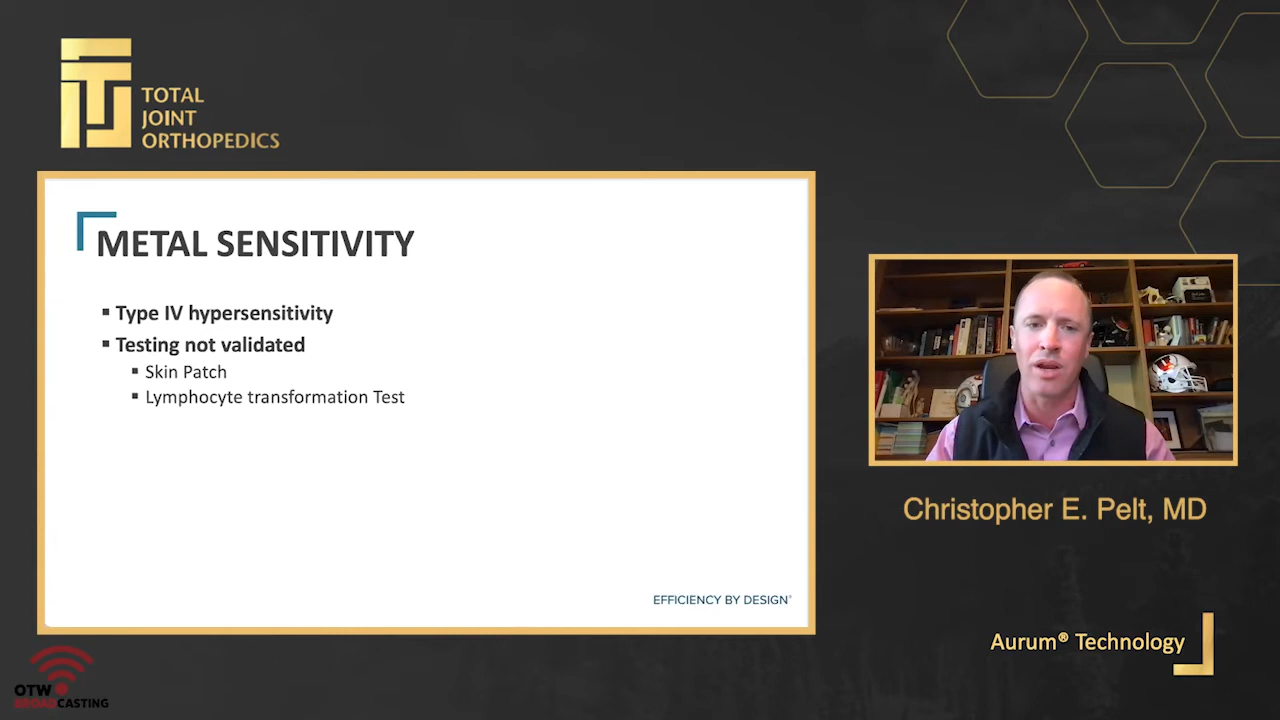 TOTAL
JOINT
ORTHOPEDICS
METAL SENSITIVITY
▪ Type IV hypersensitivity
▪ Testing not validated
▪ Skin Patch
▪ Lymphocyte transformation Test
EFFICIENCY BY DESIGN®
Christopher E. Pelt, MD
Aurum® Technology
OTW
BROADCASTING